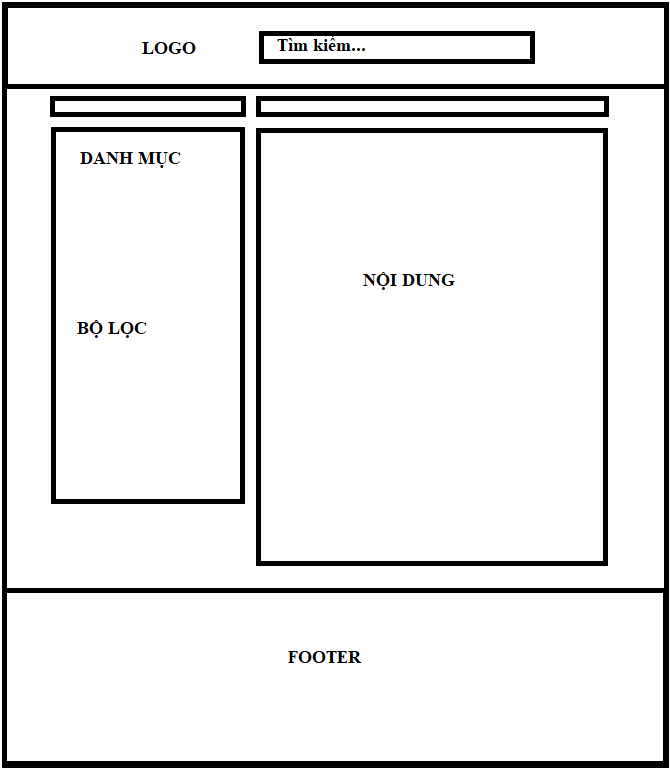 LOGO
Tìm kiếm...
DANH MỤC
NỘI DUNG
BỘ LỌC
FOOTER